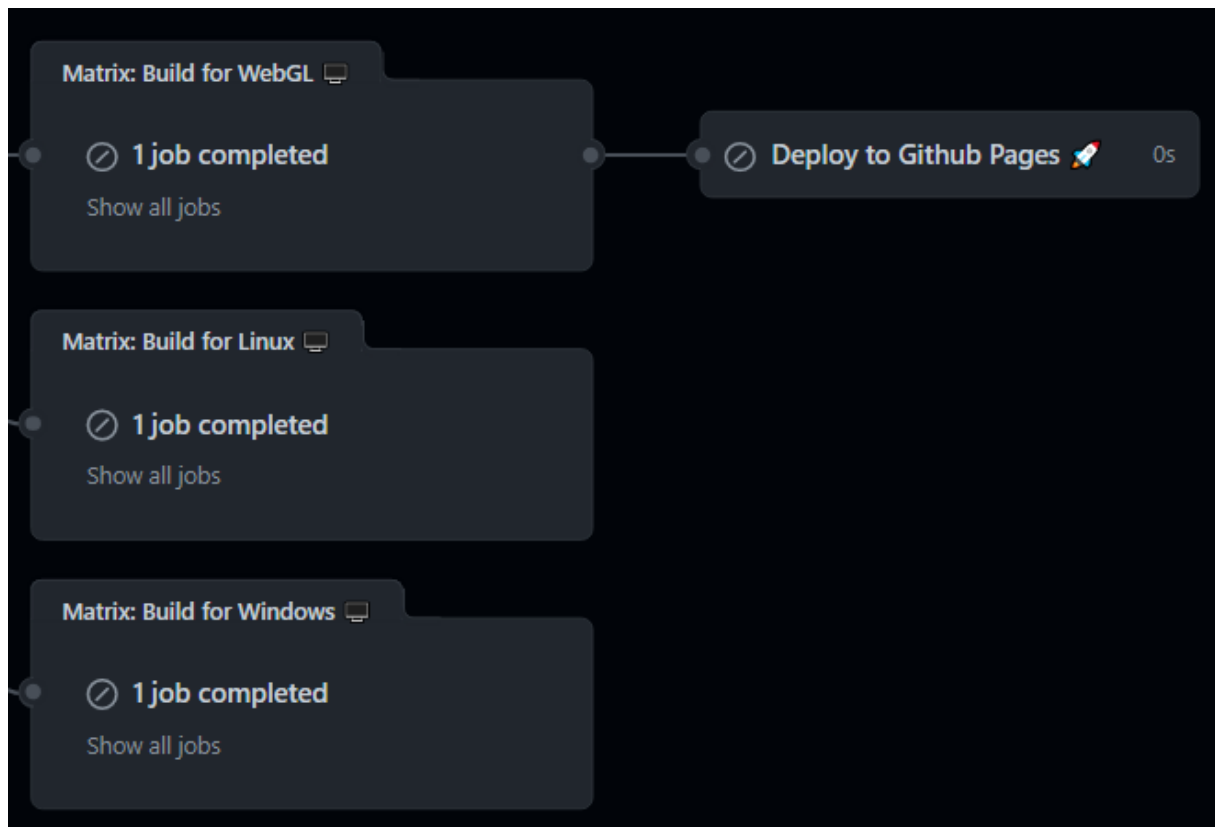 Matrix: Build for WebGL 🖥️
1 job completed
Show all jobs
Deploy to Github Pages 🚀 0s
Matrix: Build for Linux 🖥️
1 job completed
Show all jobs
Matrix: Build for Windows 🖥️
1 job completed
Show all jobs